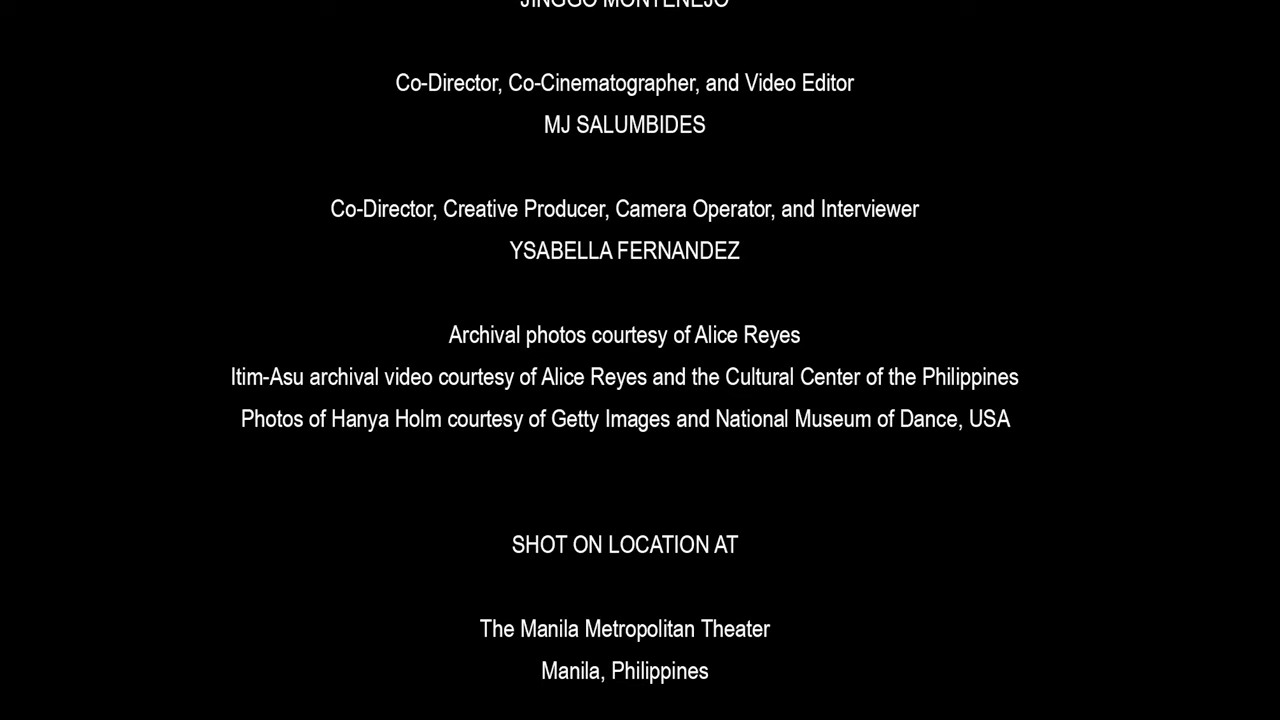 JINGGO MONTENEJO
Co-Director, Co-Cinematographer, and Video Editor
MJ SALUMBIDES
Co-Director, Creative Producer, Camera Operator, and Interviewer
YSABELLA FERNANDEZ
Archival photos courtesy of Alice Reyes
Itim-Asu archival video courtesy of Alice Reyes and the Cultural Center of the Philippines
Photos of Hanya Holm courtesy of Getty Images and National Museum of Dance, USA
SHOT ON LOCATION AT
The Manila Metropolitan Theater
Manila, Philippines